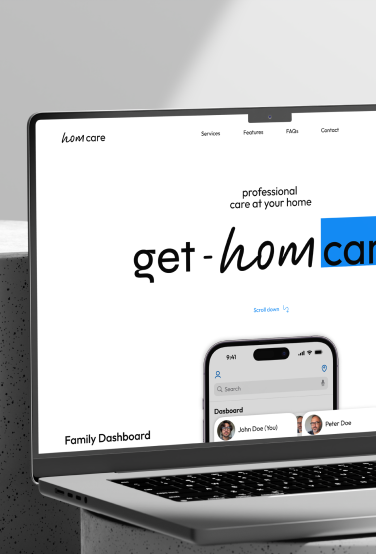 hom care
Services Features FAQs Contact
professional
care at your home
get - hom car
Scroll down
9:41
Search
Dasboard
John Doe (You)
Peter Doe
Family Dashboard